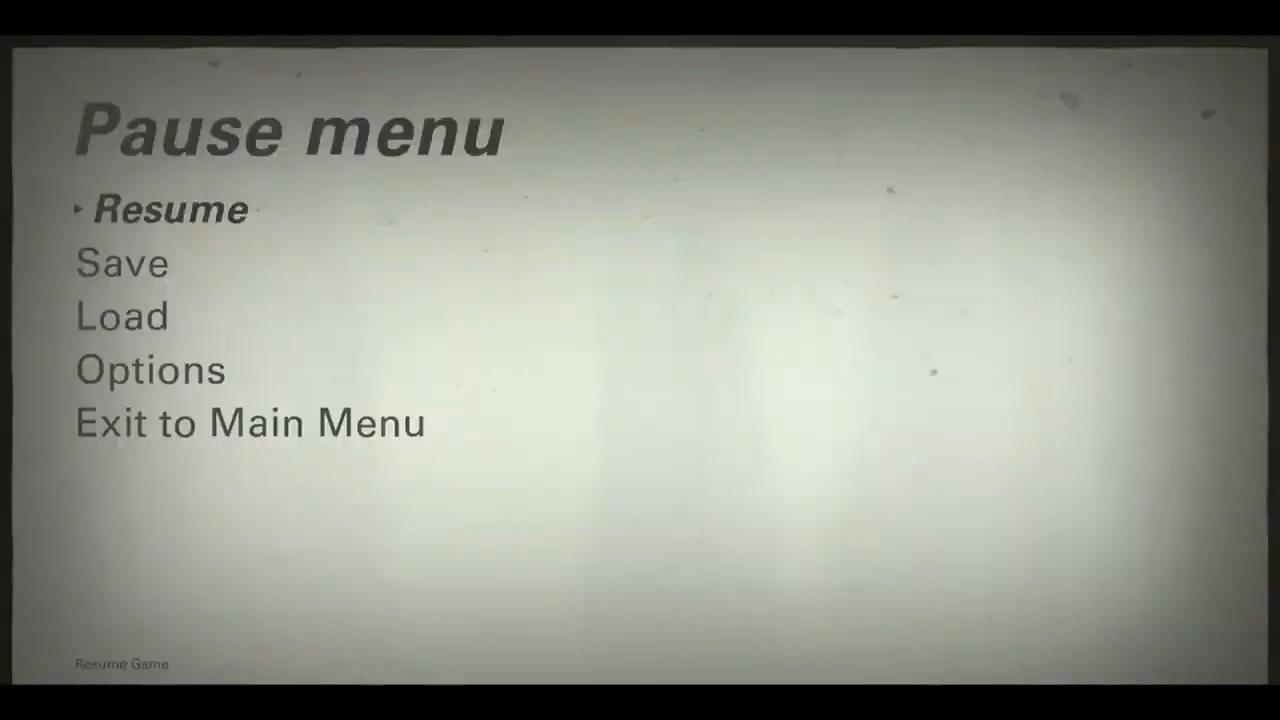 Pause menu
Resume
Save
Load
Options
Exit to Main Menu
Resume Game